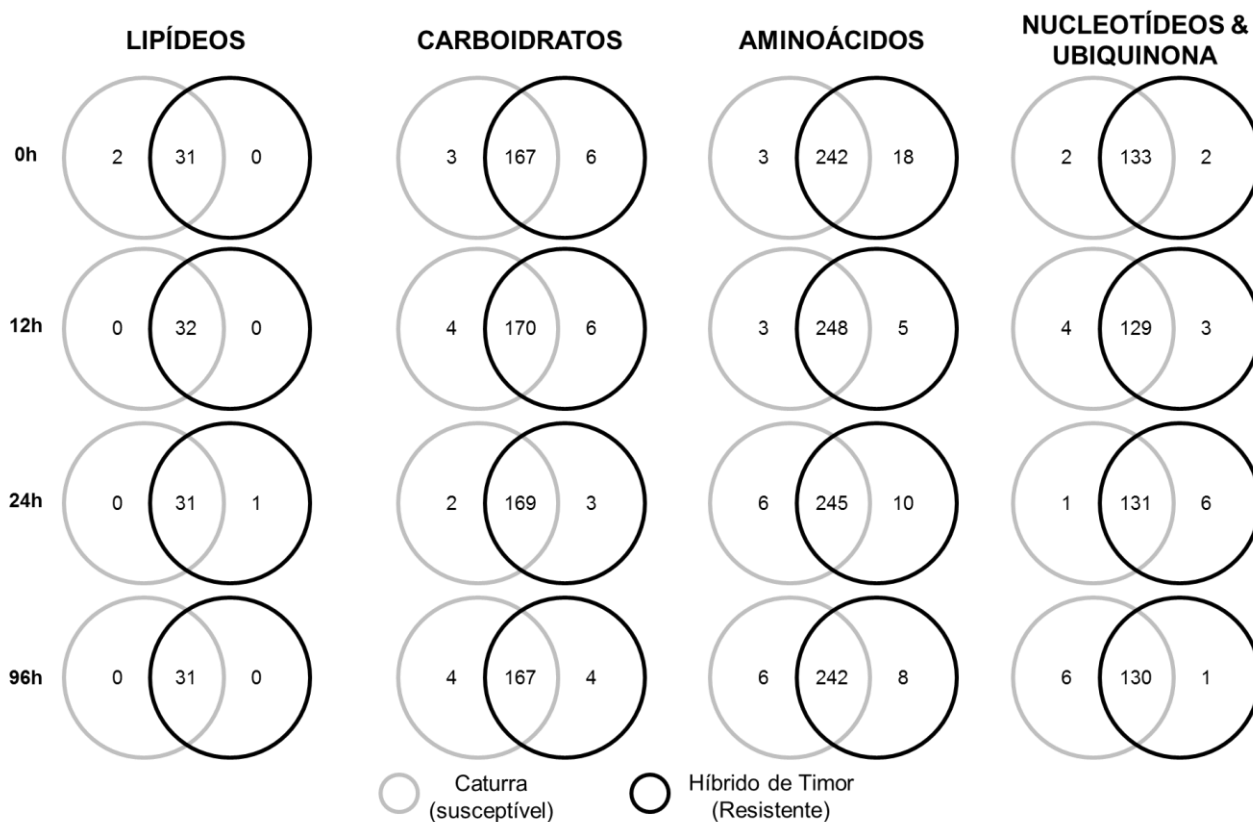 LIPÍDEOS
CARBOIDRATOS
AMINOÁCIDOS
NUCLEOTÍDEOS &
UBIQUINONA
0h
2 31 0
3 167 6
3 242 18
2 133 2
12h
0 32 0
4 170 6
3 248 5
4 129 3
24h
0 31 1
2 169 3
6 245 10
1 131 6
96h
0 31 0
4 167 4
6 242 8
6 130 1
Caturra
(susceptível)
Híbrido de Timor
(Resistente)